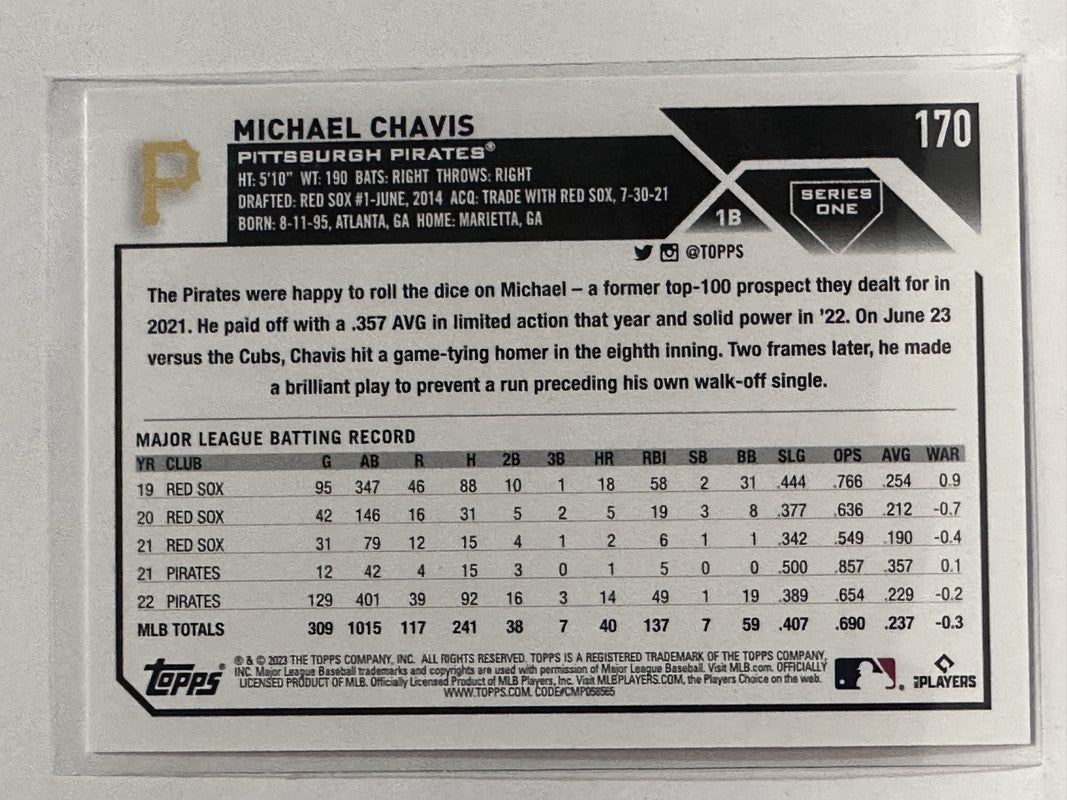 MICHAEL CHAVIS
170
PITTSBURGH PIRATES®
HT: 5'10" WT: 190 BATS: RIGHT THROWS: RIGHT
DRAFTED: RED SOX #1-JUNE, 2014 ACQ: TRADE WITH RED SOX, 7-30-21
BORN: 8-11-95, ATLANTA, GA HOME: MARIETTA, GA
1B
SERIES
ONE
@TOPPS
The Pirates were happy to roll the dice on Michael – a former top-100 prospect they dealt for in
2021. He paid off with a .357 AVG in limited action that year and solid power in '22. On June 23
versus the Cubs, Chavis hit a game-tying homer in the eighth inning. Two frames later, he made
a brilliant play to prevent a run preceding his own walk-off single.
MAJOR LEAGUE BATTING RECORD
YR CLUB G AB R H 2B 3B HR RBI SB BB SLG OPS AVG WAR
19 RED SOX 95 347 46 88 10 1 18 58 2 31 .444 .766 .254 0.9
20 RED SOX 42 146 16 31 5 2 5 19 3 8 .377 .636 .212 -0.7
21 RED SOX 31 79 12 15 4 1 2 6 1 1 .342 .549 .190 -0.4
21 PIRATES 12 42 4 15 3 0 1 5 0 0 .500 .857 .357 0.1
22 PIRATES 129 401 39 92 16 3 14 49 1 19 .389 .654 .229 -0.2
MLB TOTALS 309 1015 117 241 38 7 40 137 7 59 .407 .690 .237 -0.3
® & © 2023 THE TOPPS COMPANY, INC. ALL RIGHTS RESERVED. TOPPS IS A REGISTERED TRADEMARK OF THE TOPPS COMPANY,
INC. Major League Baseball trademarks and copyrights are used with permission of Major League Baseball. Visit MLB.com. OFFICIALLY
LICENSED PRODUCT OF MLB. Officially Licensed Product of MLB Players, Inc. Visit MLBPLAYERS.COM, the Players Choice on the web.
WWW.TOPPS.COM. CODE#CMP058565
P
TOPPS®
MLBPLAYERS